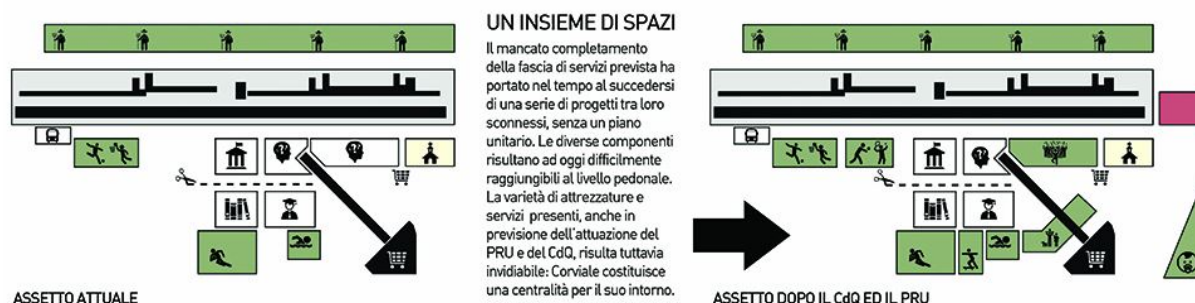 UN INSIEME DI SPAZI
Il mancato completamento
della fascia di servizi prevista ha
portato nel tempo al succedersi
di una serie di progetti tra loro
sconnessi, senza un piano
unitario. Le diverse componenti
risultano ad oggi difficilmente
raggiungibili al livello pedonale.
La varietà di attrezzature e
servizi presenti, anche in
previsione dell'attuazione del
PRU e del CdQ, risulta tuttavia
invidiabile: Corviale costituisce
una centralità per il suo intorno.
ASSETTO ATTUALE
ASSETTO DOPO IL CdQ ED IL PRU